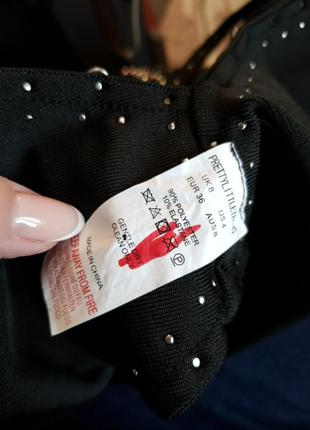 PRETTYLITTLETHING
UK 8 US 4
EUR 36 AUS 8
90% POLYESTER
10% ELASTANE
GENTLE DRY
CLEAN ONLY
MADE IN CHINA
KEEP AWAY FROM FIRE